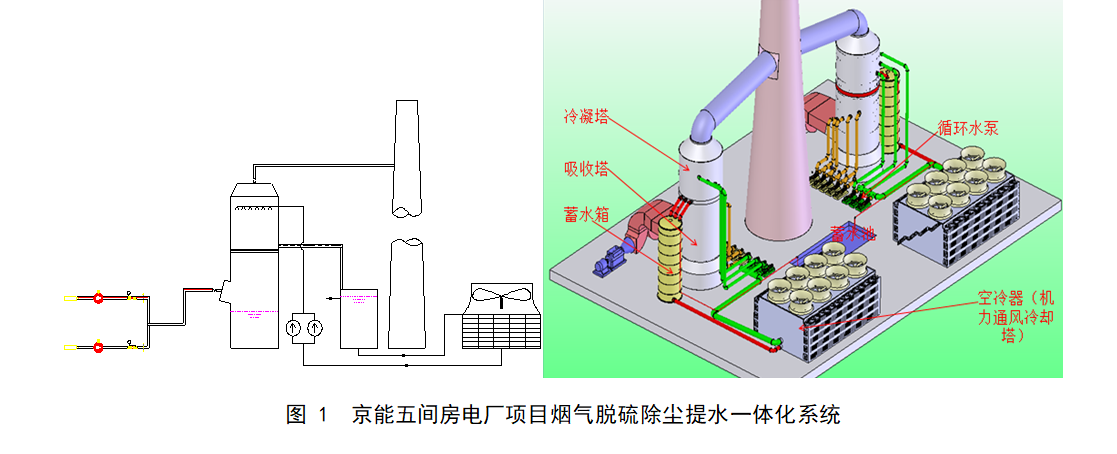 冷凝塔
吸收塔
蓄水箱
循环水泵
蓄水池
空冷器（机
力通风冷却
塔）
图 1 京能五间房电厂项目烟气脱硫除尘提水一体化系统